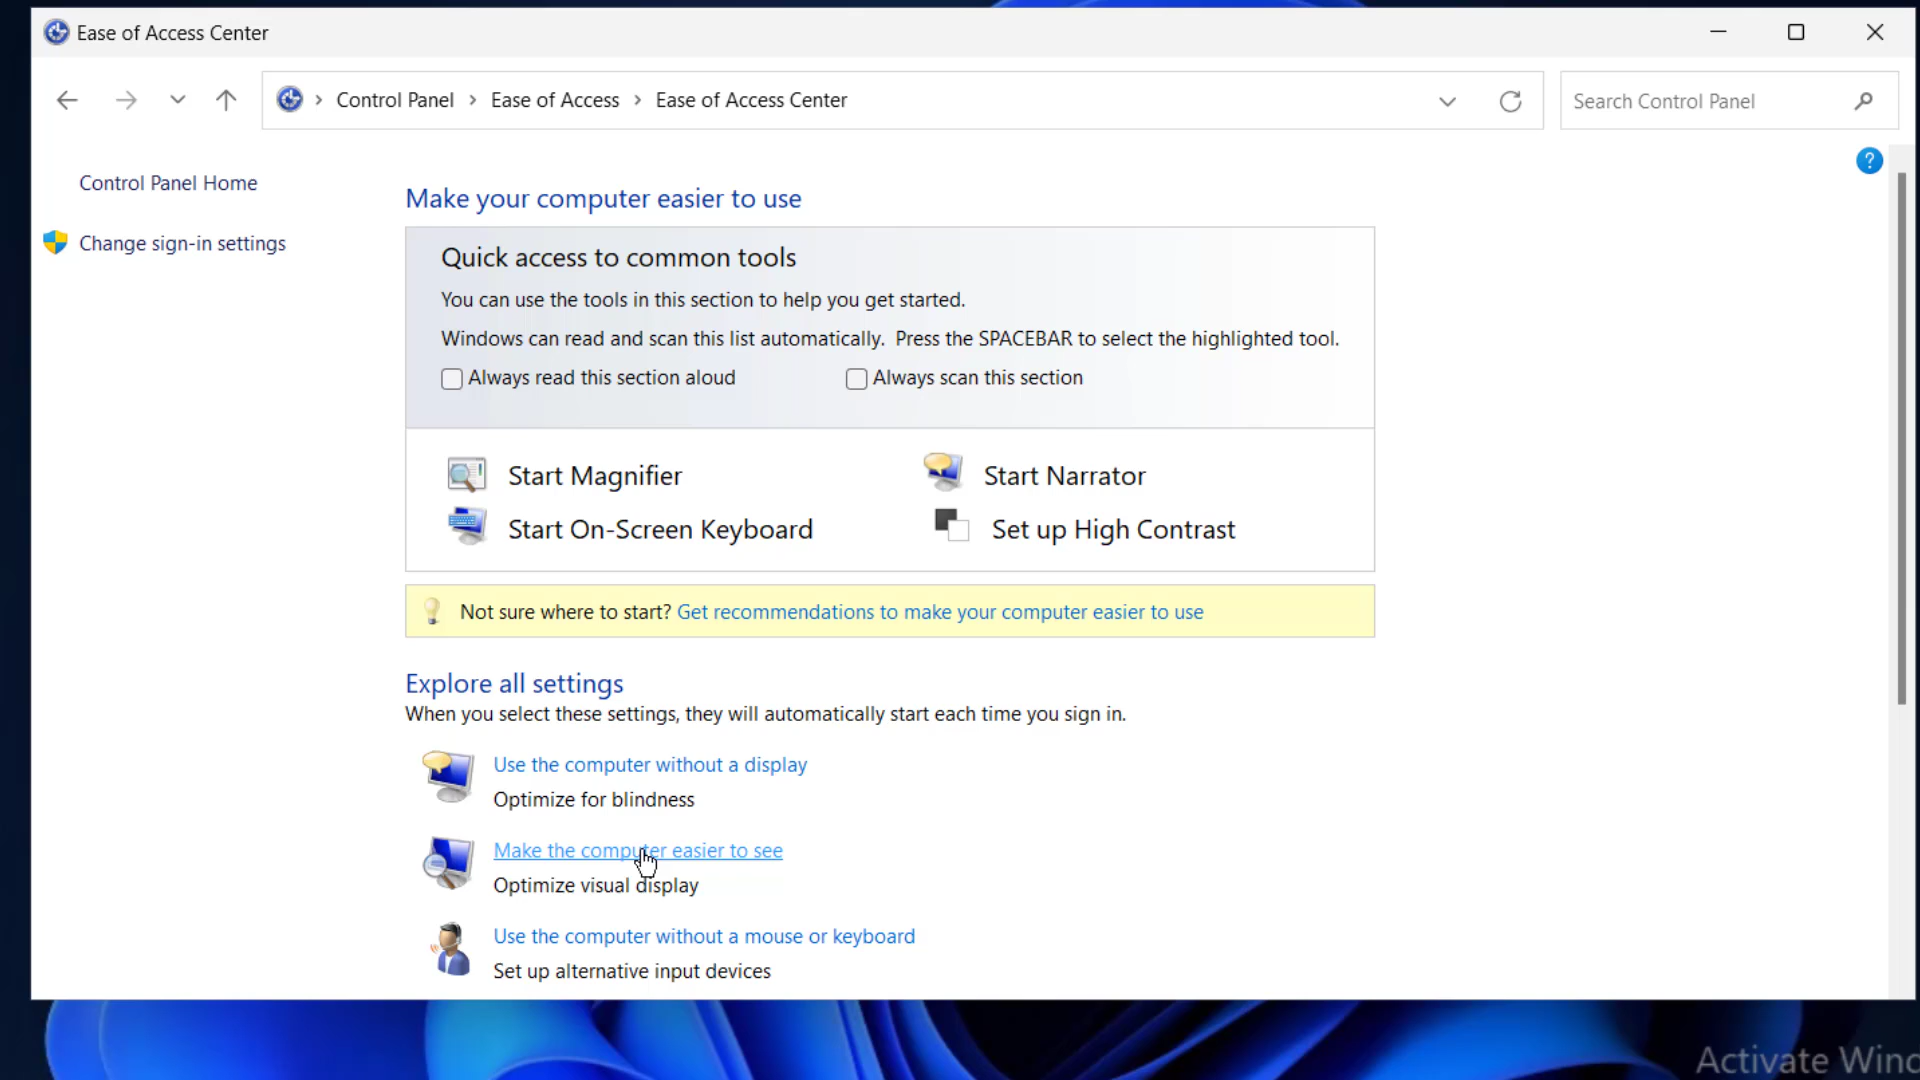 Ease of Access Center
Control Panel > Ease of Access > Ease of Access Center
Search Control Panel
?
Control Panel Home
Change sign-in settings
Make your computer easier to use
Quick access to common tools
You can use the tools in this section to help you get started.
Windows can read and scan this list automatically. Press the SPACEBAR to select the highlighted tool.
Always read this section aloud
Always scan this section
Start Magnifier
Start Narrator
Start On-Screen Keyboard
Set up High Contrast
Not sure where to start? Get recommendations to make your computer easier to use
Explore all settings
When you select these settings, they will automatically start each time you sign in.
Use the computer without a display
Optimize for blindness
Make the computer easier to see
Optimize visual display
Use the computer without a mouse or keyboard
Set up alternative input devices
Activate Wind